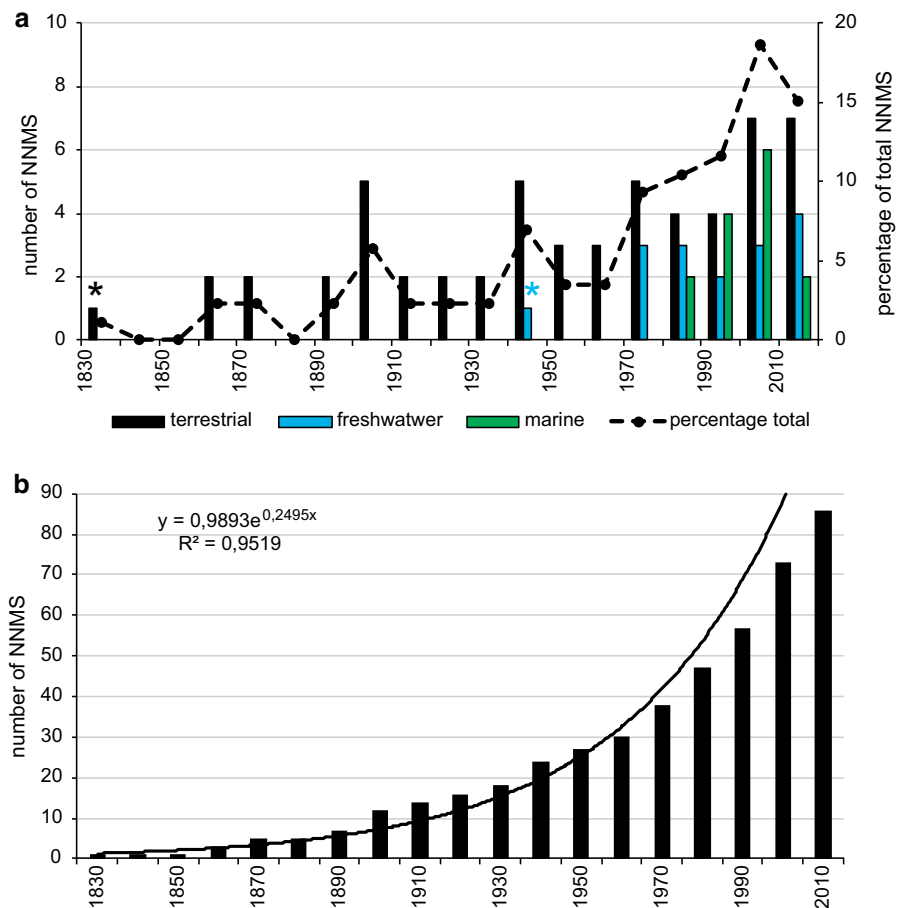 a
10 20
8 15
6
10
4
5
2
0 0
number of NNMS
percentage of total NNMS
*
*
1830 1850 1870 1890 1910 1930 1950 1970 1990 2010
terrestrial freshwatwer marine percentage total
b
90
80
70
60
50
40
30
20
10
0
number of NNMS
y = 0,9893e^0,2495x
R² = 0,9519
1830 1850 1870 1890 1910 1930 1950 1970 1990 2010